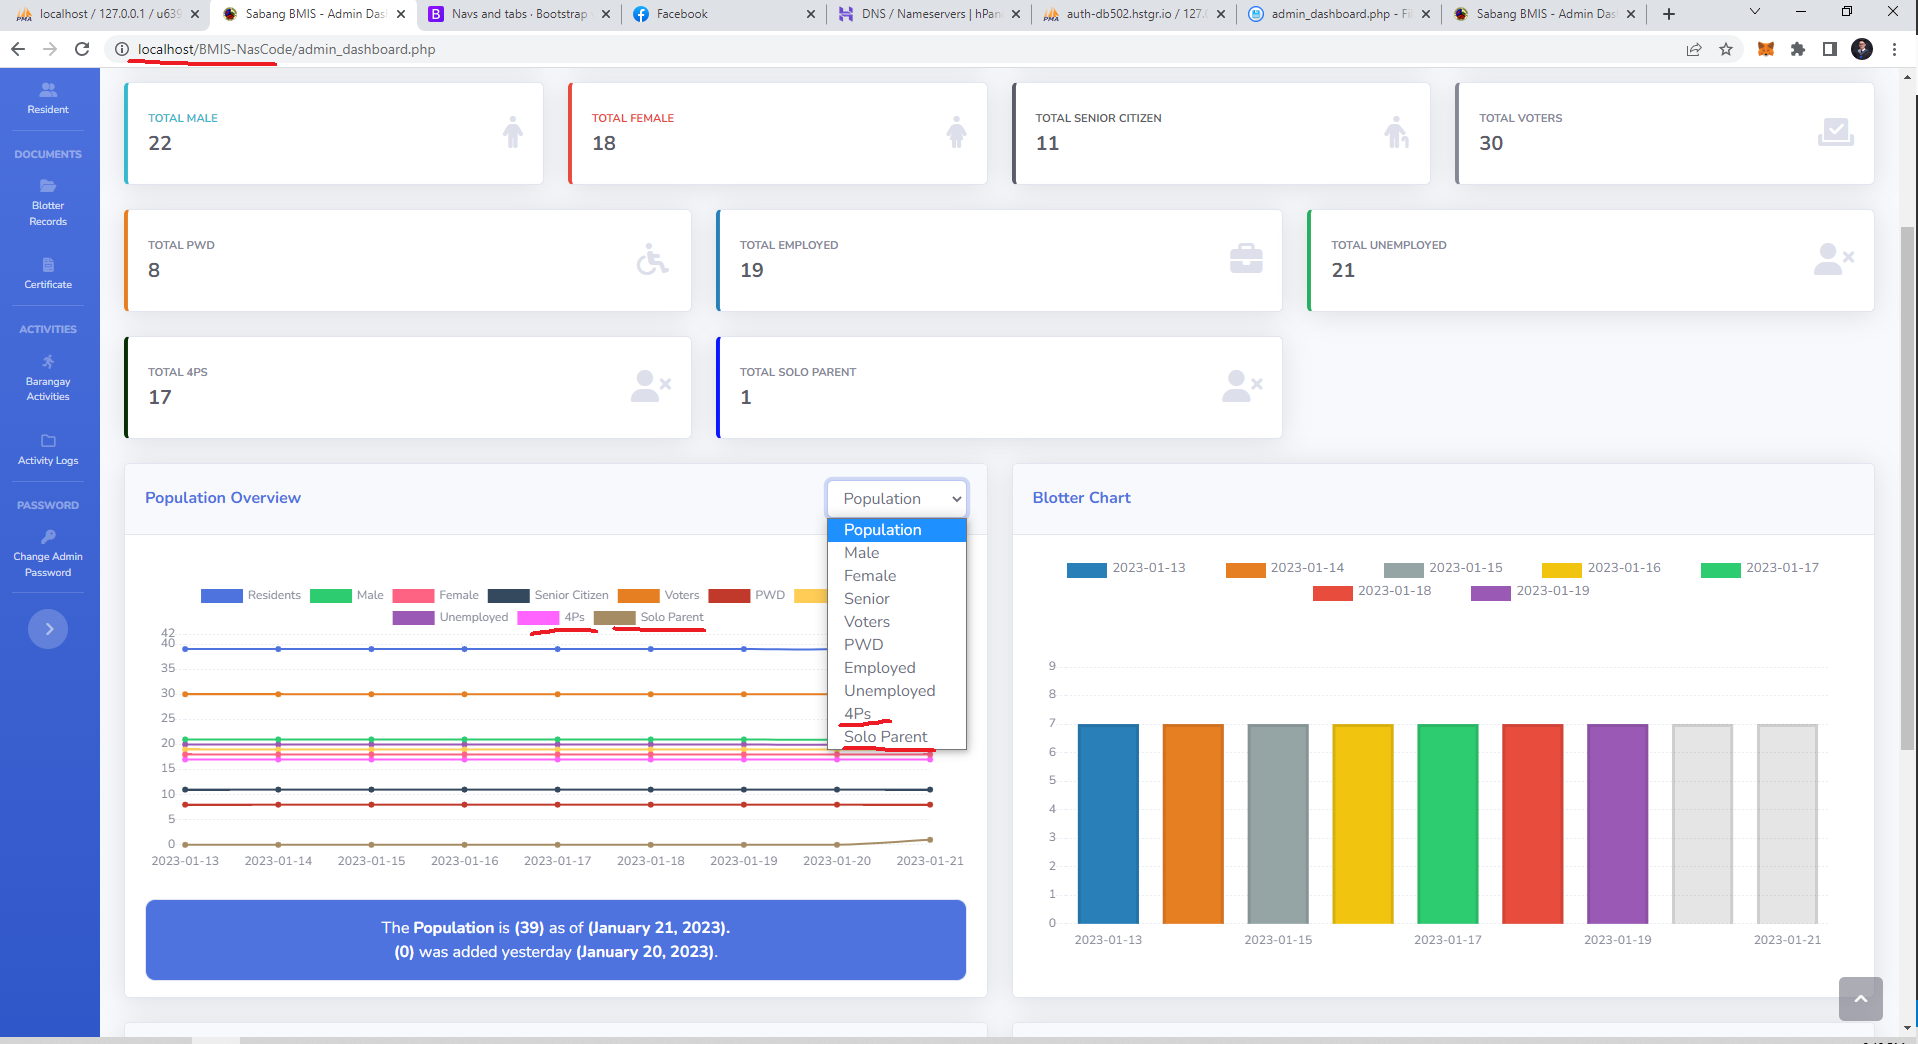 localhost / 127.0.0.1 / u639
Sabang BMIS - Admin Das
Navs and tabs · Bootstrap
Facebook
DNS / Nameservers | hPan
auth-db502.hstgr.io / 127.0
admin_dashboard.php - Fi
Sabang BMIS - Admin Das
localhost/BMIS-NasCode/admin_dashboard.php
Resident
DOCUMENTS
Blotter
Records
Certificate
ACTIVITIES
Barangay
Activities
Activity Logs
PASSWORD
Change Admin
Password
TOTAL MALE
22
TOTAL FEMALE
18
TOTAL SENIOR CITIZEN
11
TOTAL VOTERS
30
TOTAL PWD
8
TOTAL EMPLOYED
19
TOTAL UNEMPLOYED
21
TOTAL 4PS
17
TOTAL SOLO PARENT
1
Population Overview
Population
Population
Male
Female
Senior
Voters
PWD
Employed
Unemployed
4Ps
Solo Parent
Residents Male Female Senior Citizen Voters PWD
Unemployed 4Ps Solo Parent
42
40
35
30
25
20
15
10
5
0
2023-01-13 2023-01-14 2023-01-15 2023-01-16 2023-01-17 2023-01-18 2023-01-19 2023-01-20 2023-01-21
The Population is (39) as of (January 21, 2023).
(0) was added yesterday (January 20, 2023).
Blotter Chart
2023-01-13 2023-01-14 2023-01-15 2023-01-16 2023-01-17
2023-01-18 2023-01-19
9
8
7
6
5
4
3
2
1
0
2023-01-13 2023-01-15 2023-01-17 2023-01-19 2023-01-21